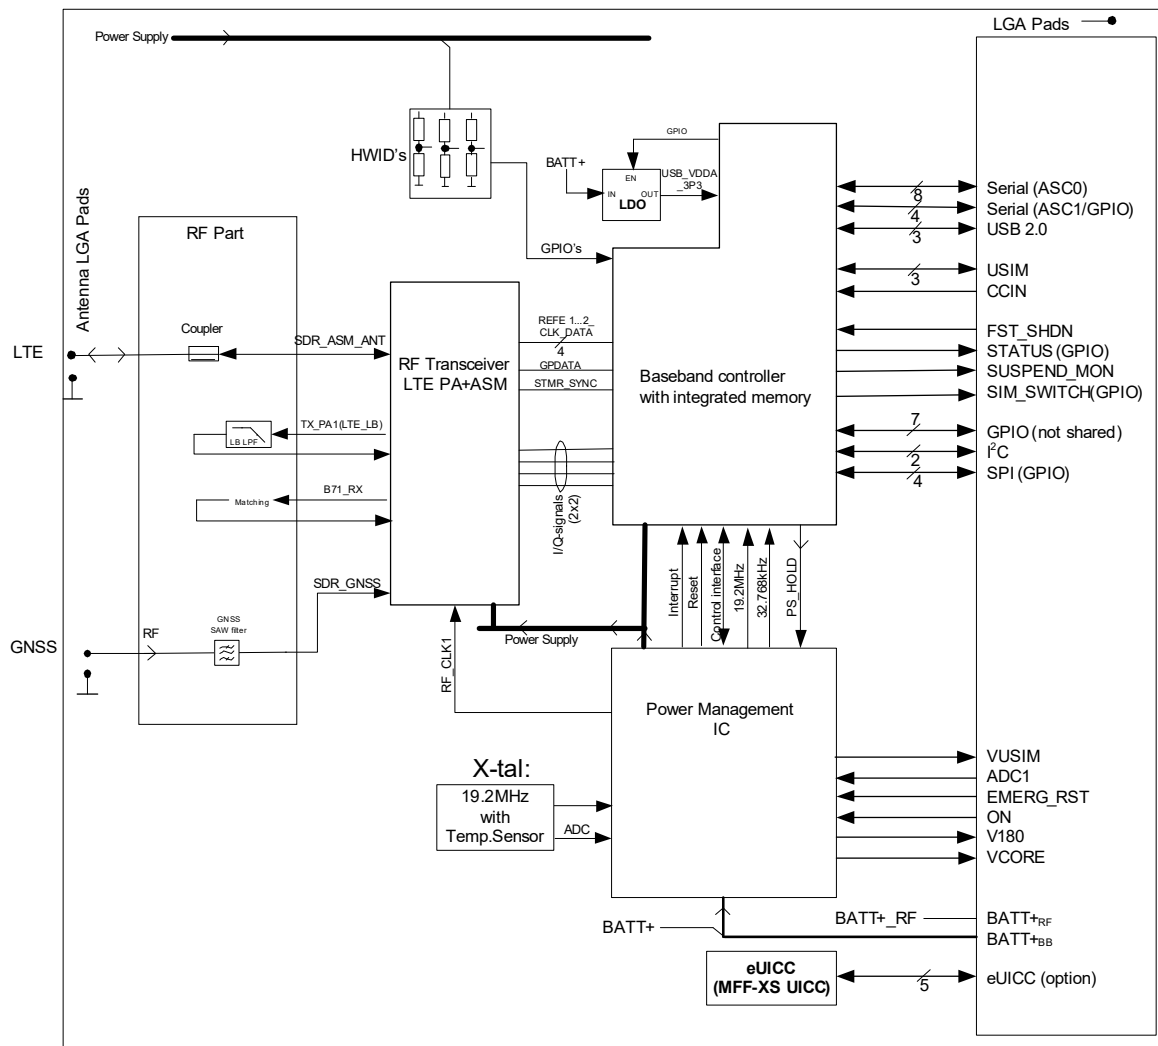 LGA Pads
Power Supply
HWID's
GPIO
BATT+
EN
IN
OUT
LDO
USB_VDDA
_3P3
GPIO's
Antenna LGA Pads
RF Part
LTE
Coupler
SDR_ASM_ANT
RF Transceiver
LTE PA+ASM
REFE 1...2_
CLK_DATA
4
GPDATA
STMR_SYNC
Baseband controller
with integrated memory
TX_PA1(LTE_LB)
LB LPF
B71_RX
Matching
I/Q-signals
(2x2)
SDR_GNSS
GNSS
SAW filter
GNSS
RF
RF_CLK1
Power Supply
Interrupt
Reset
Control interface
19.2MHz
32.768kHz
PS_HOLD
Power Management
IC
X-tal:
19.2MHz
with
Temp.Sensor
ADC
8
Serial (ASC0)
4
Serial (ASC1/GPIO)
3
USB 2.0
3
USIM
CCIN
FST_SHDN
STATUS (GPIO)
SUSPEND_MON
SIM_SWITCH(GPIO)
7
GPIO (not shared)
2
I²C
4
SPI (GPIO)
VUSIM
ADC1
EMERG_RST
ON
V180
VCORE
BATT+
BATT+_RF
BATT+RF
BATT+BB
eUICC
(MFF-XS UICC)
5
eUICC (option)